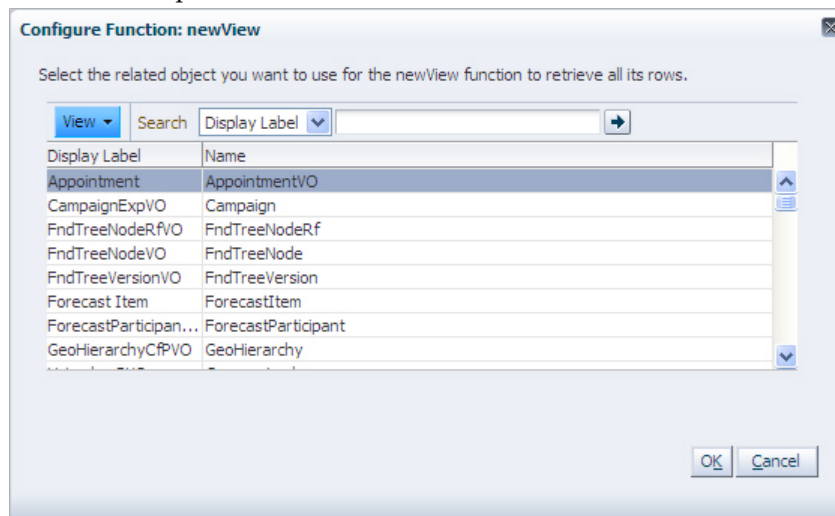 Configure Function: newView
Select the related object you want to use for the newView function to retrieve all its rows.
View Search Display Label
Display Label Name
Appointment AppointmentVO
CampaignExpVO Campaign
FndTreeNodeRfVO FndTreeNodeRf
FndTreeNodeVO FndTreeNode
FndTreeVersionVO FndTreeVersion
Forecast Item ForecastItem
ForecastParticipan... ForecastParticipant
GeoHierarchyCfPVO GeoHierarchy
OK Cancel